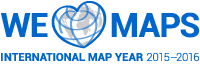 WE MAPS
INTERNATIONAL MAP YEAR 2015–2016